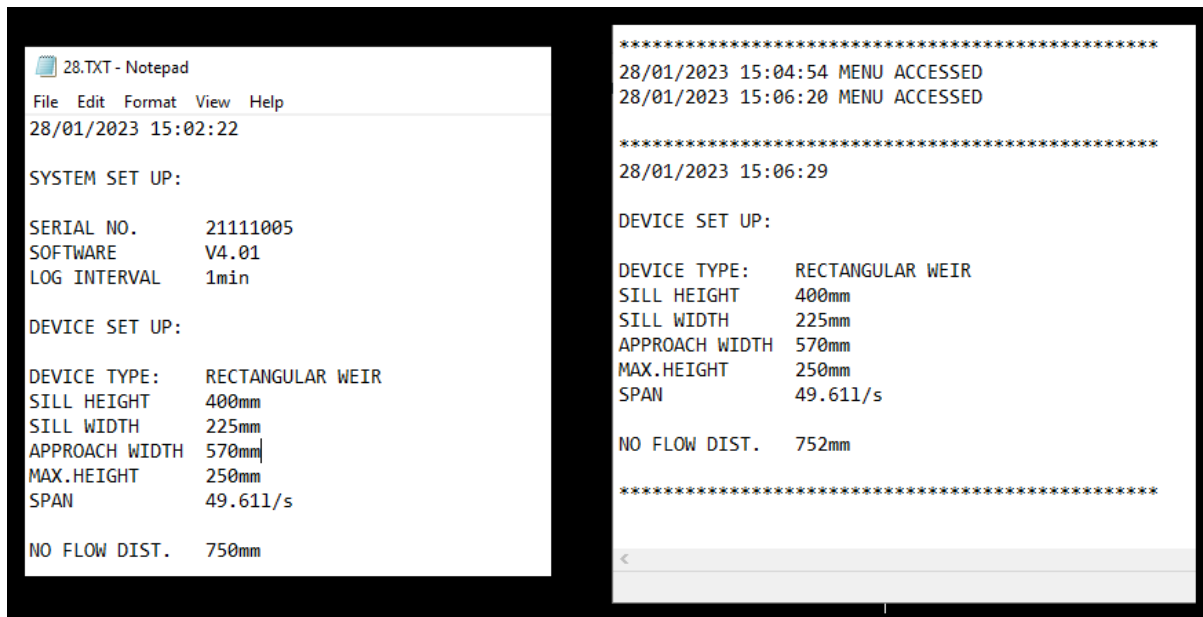 28.TXT - Notepad
File Edit Format View Help
28/01/2023 15:02:22
SYSTEM SET UP:
SERIAL NO. 21111005
SOFTWARE V4.01
LOG INTERVAL 1min
DEVICE SET UP:
DEVICE TYPE: RECTANGULAR WEIR
SILL HEIGHT 400mm
SILL WIDTH 225mm
APPROACH WIDTH 570mm
MAX.HEIGHT 250mm
SPAN 49.61l/s
NO FLOW DIST. 750mm
*************************************************
28/01/2023 15:04:54 MENU ACCESSED
28/01/2023 15:06:20 MENU ACCESSED
*************************************************
28/01/2023 15:06:29
DEVICE SET UP:
DEVICE TYPE: RECTANGULAR WEIR
SILL HEIGHT 400mm
SILL WIDTH 225mm
APPROACH WIDTH 570mm
MAX.HEIGHT 250mm
SPAN 49.61l/s
NO FLOW DIST. 752mm
*************************************************